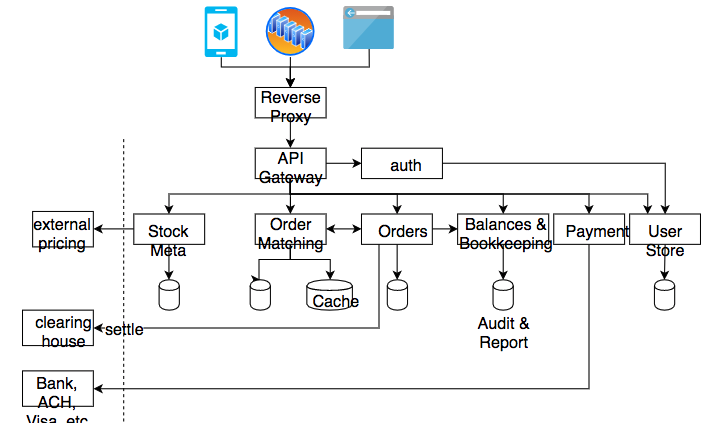 Reverse
Proxy
API
Gateway
auth
external
pricing
Stock
Meta
Order
Matching
Orders
Balances &
Bookkeeping
Payment
User
Store
Cache
clearing
house
settle
Audit &
Report
Bank,
ACH,
Visa, etc